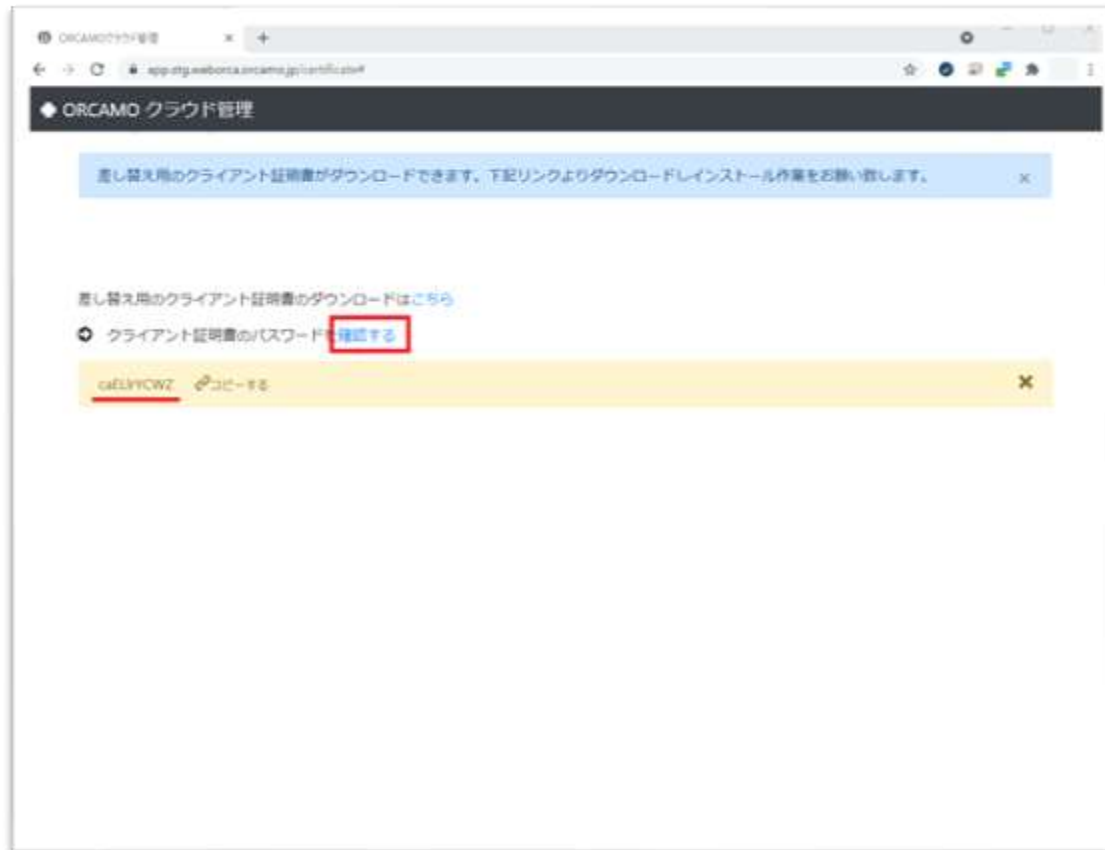 ORCAMOクラウド管理
app.stg.weborca.orcamo.jp/certificate#
ORCAMO クラウド管理
差し替え用のクライアント証明書がダウンロードできます。下記リンクよりダウンロードしインストール作業をお願い致します。
差し替え用のクライアント証明書のダウンロードはこちら
クライアント証明書のパスワードを確認する
コピーする